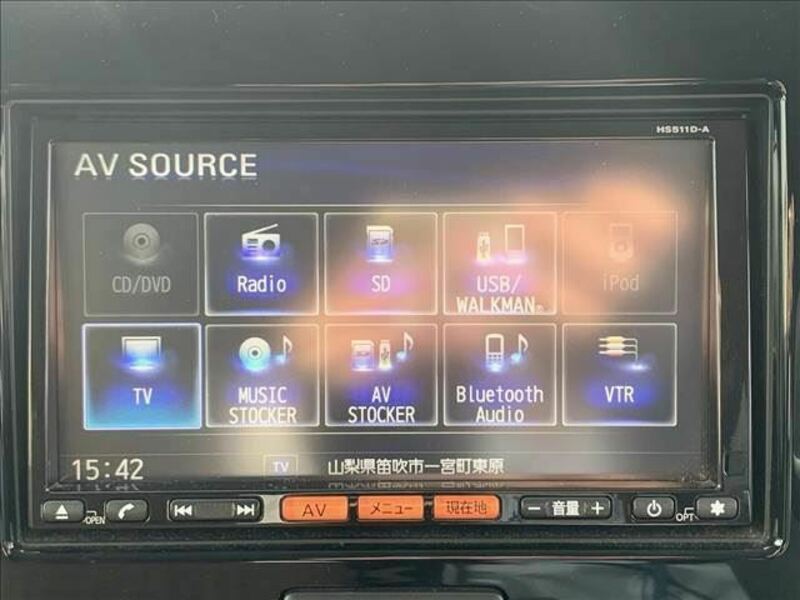 HS511D-A
AV SOURCE
CD/DVD
Radio
SD
USB/
WALKMAN®
iPod
TV
MUSIC
STOCKER
AV
STOCKER
Bluetooth
Audio
VTR
15:42
TV
山梨県笛吹市一宮町東原
OPEN
AV
メニュー
現在地
− 音量 +
OPT